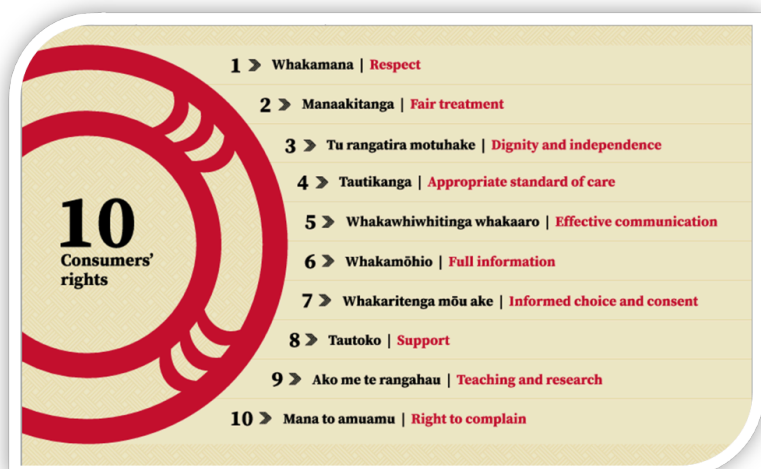 10
Consumers’
rights
1 Whakamana | Respect
2 Manaakitanga | Fair treatment
3 Tu rangatira motuhake | Dignity and independence
4 Tautikanga | Appropriate standard of care
5 Whakawhiwhitinga whakaaro | Effective communication
6 Whakamōhio | Full information
7 Whakaritenga mōu ake | Informed choice and consent
8 Tautoko | Support
9 Ako me te rangahau | Teaching and research
10 Mana to amuamu | Right to complain